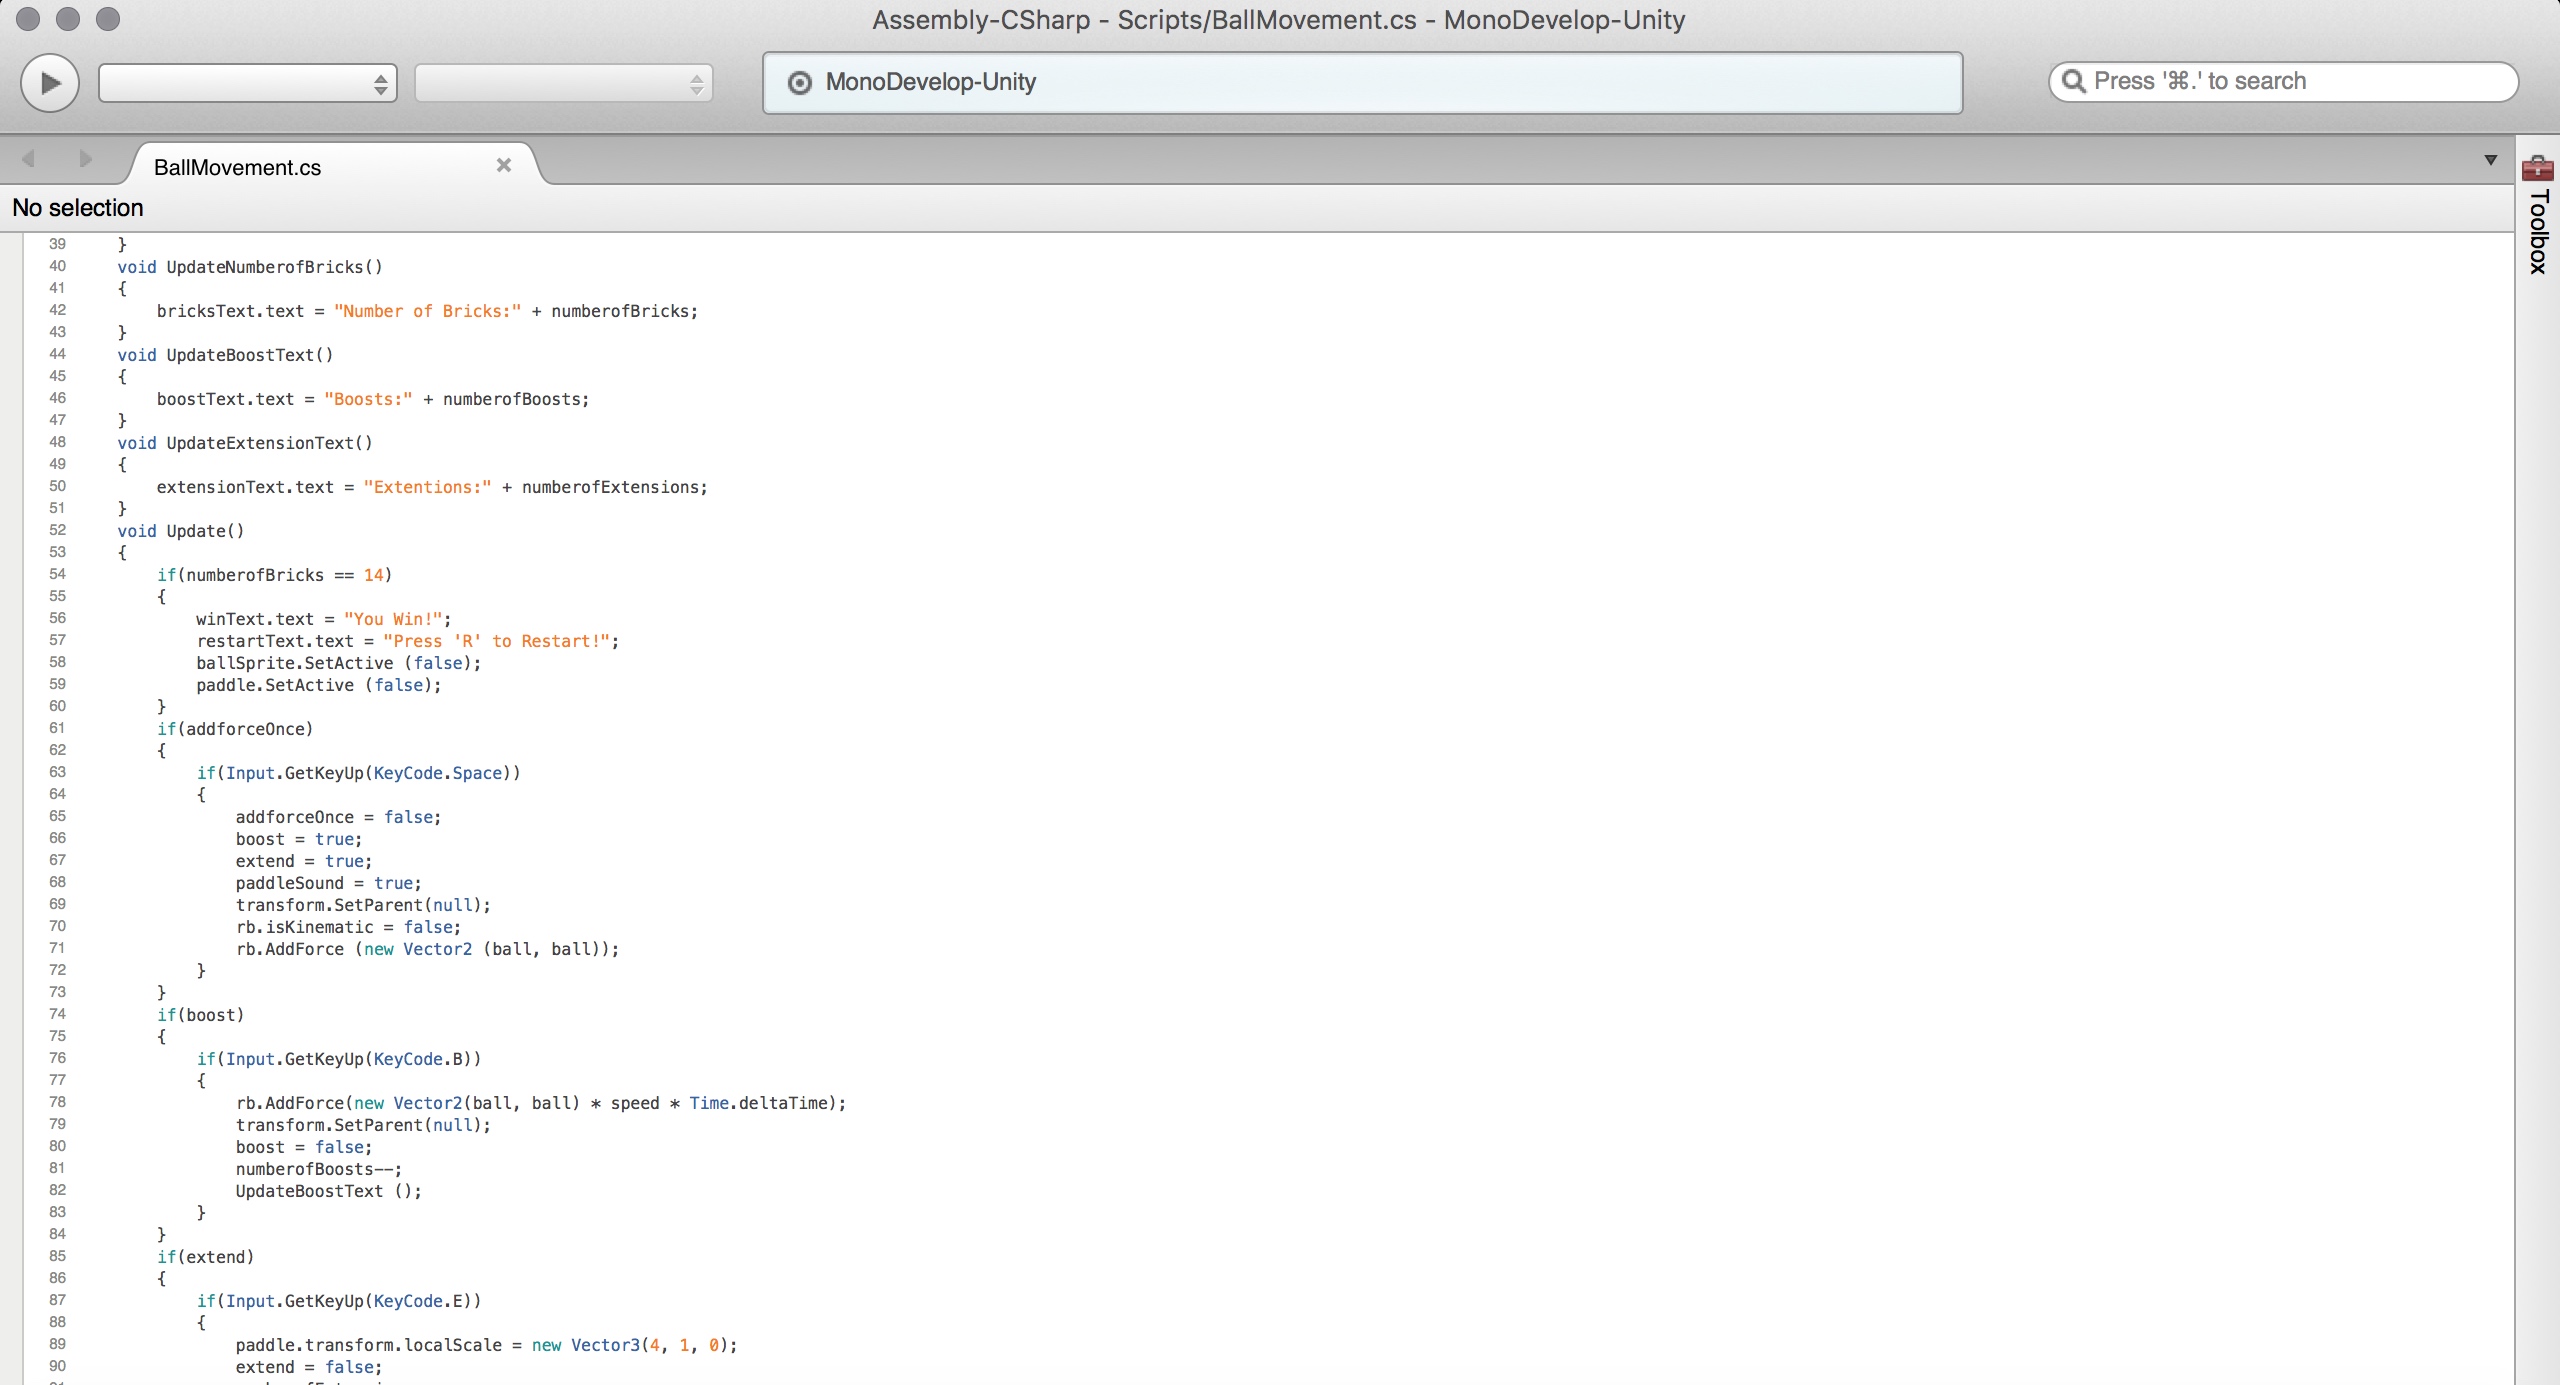 Assembly-CSharp - Scripts/BallMovement.cs - MonoDevelop-Unity
MonoDevelop-Unity
Press '⌘.' to search
BallMovement.cs
Toolbox
No selection
39 }
40 void UpdateNumberofBricks()
41 {
42 bricksText.text = "Number of Bricks:" + numberofBricks;
43 }
44 void UpdateBoostText()
45 {
46 boostText.text = "Boosts:" + numberofBoosts;
47 }
48 void UpdateExtensionText()
49 {
50 extensionText.text = "Extentions:" + numberofExtensions;
51 }
52 void Update()
53 {
54 if(numberofBricks == 14)
55 {
56 winText.text = "You Win!";
57 restartText.text = "Press 'R' to Restart!";
58 ballSprite.SetActive (false);
59 paddle.SetActive (false);
60 }
61 if(addforceOnce)
62 {
63 if(Input.GetKeyUp(KeyCode.Space))
64 {
65 addforceOnce = false;
66 boost = true;
67 extend = true;
68 paddleSound = true;
69 transform.SetParent(null);
70 rb.isKinematic = false;
71 rb.AddForce (new Vector2 (ball, ball));
72 }
73 }
74 if(boost)
75 {
76 if(Input.GetKeyUp(KeyCode.B))
77 {
78 rb.AddForce(new Vector2(ball, ball) * speed * Time.deltaTime);
79 transform.SetParent(null);
80 boost = false;
81 numberofBoosts--;
82 UpdateBoostText ();
83 }
84 }
85 if(extend)
86 {
87 if(Input.GetKeyUp(KeyCode.E))
88 {
89 paddle.transform.localScale = new Vector3(4, 1, 0);
90 extend = false;